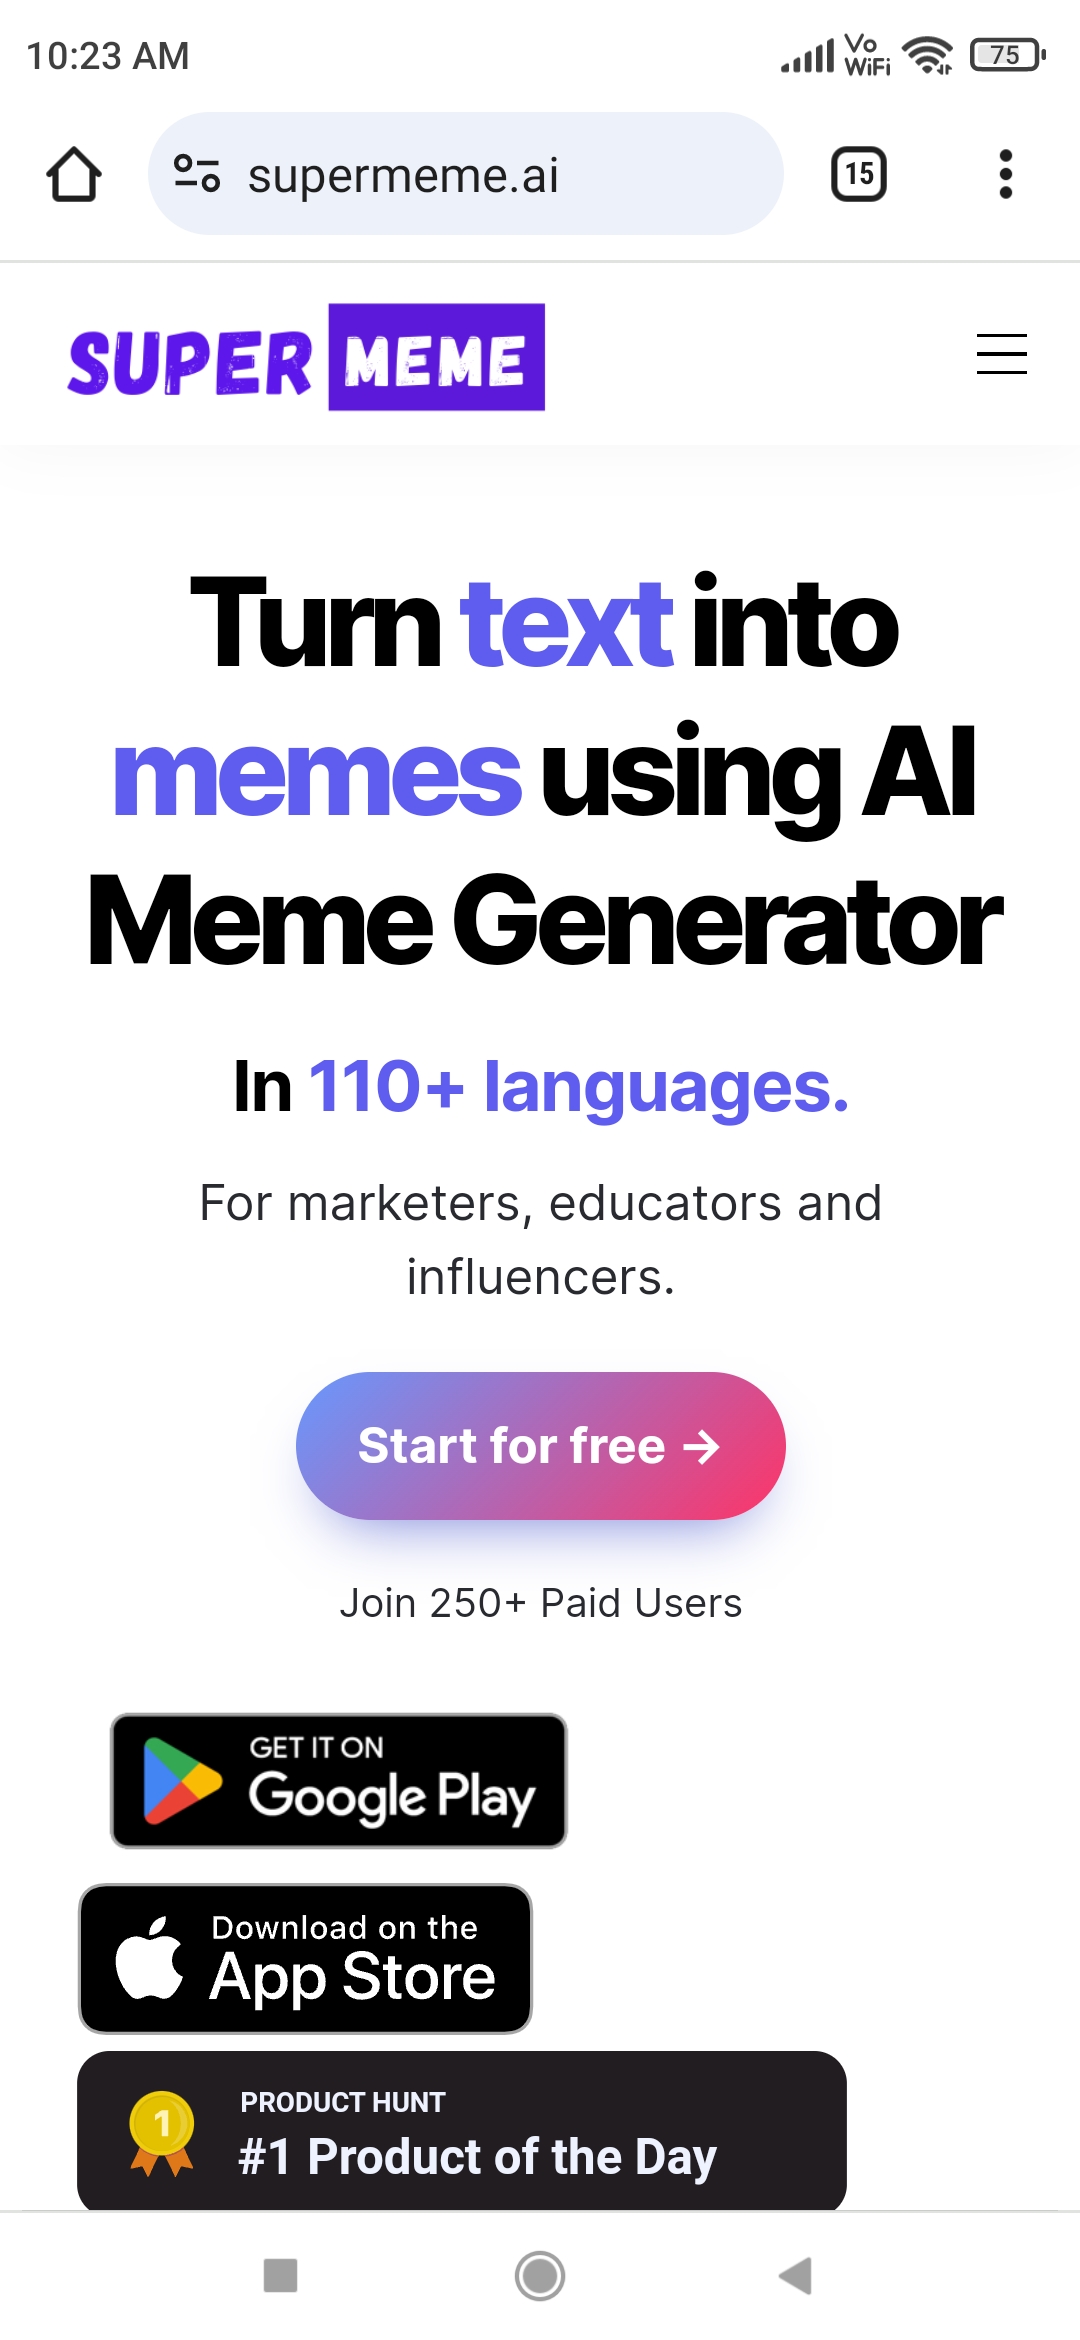 10:23 AM
Vo
WiFi
75
supermeme.ai
15
SUPER MEME
Turn text into
memes using AI
Meme Generator
In 110+ languages.
For marketers, educators and
influencers.
Start for free →
Join 250+ Paid Users
GET IT ON
Google Play
Download on the
App Store
1
PRODUCT HUNT
#1 Product of the Day